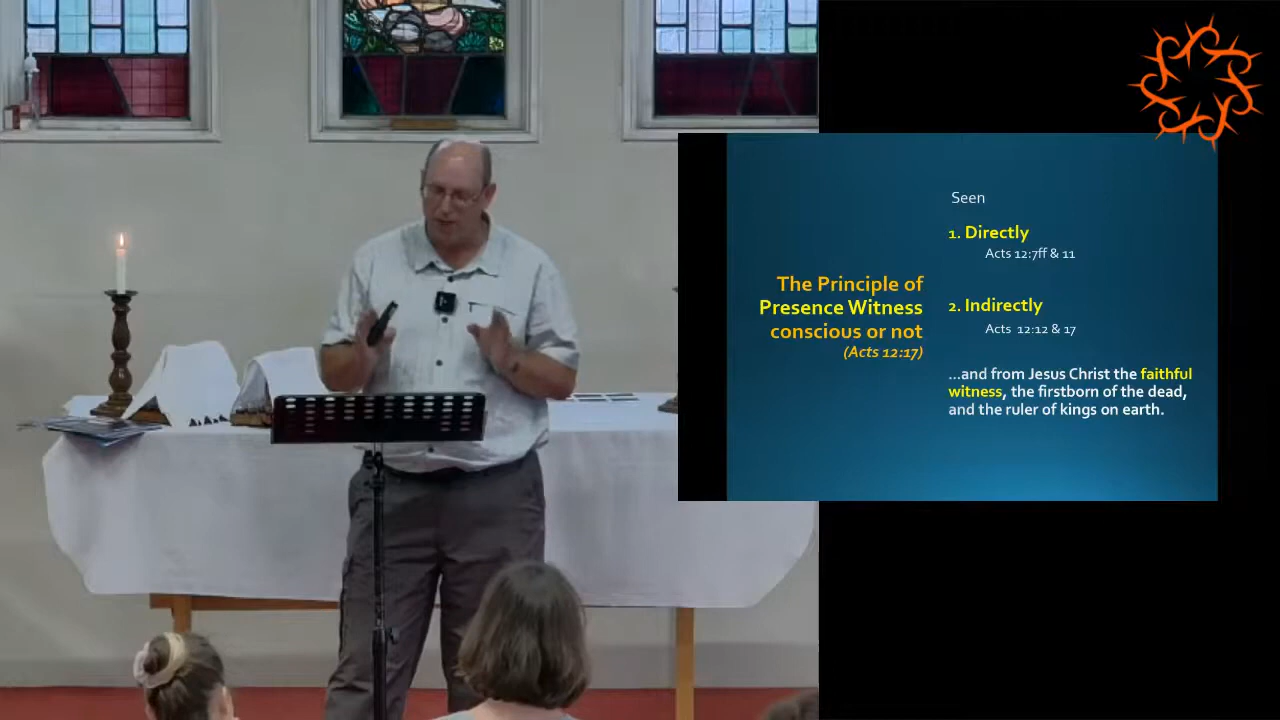 The Principle of
Presence Witness
conscious or not
(Acts 12:17)
Seen
1. Directly
Acts 12:7ff & 11
2. Indirectly
Acts 12:12 & 17
...and from Jesus Christ the faithful
witness, the firstborn of the dead,
and the ruler of kings on earth.